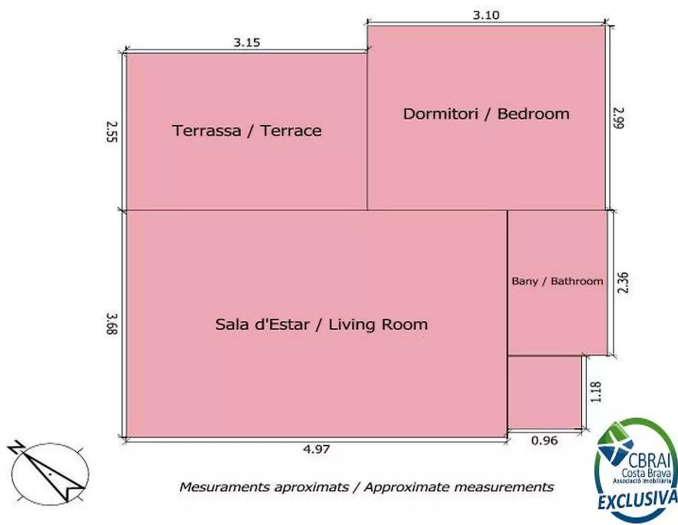 3.10
3.15
2.55
Terrassa / Terrace
Dormitori / Bedroom
2.99
3.68
Sala d'Estar / Living Room
Bany / Bathroom
2.36
1.18
4.97
0.96
N
Mesuraments aproximats / Approximate measurements
CBRAI
Costa Brava
Associació Imobiliària
EXCLUSIVA